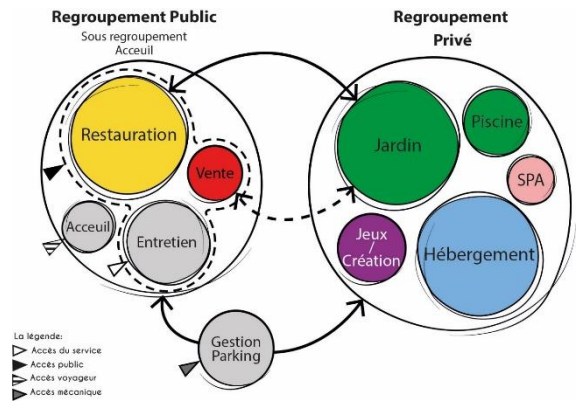 Regroupement Public
Sous regroupement
Acceuil
Regroupement
Privé
Restauration
Vente
Acceuil
Entretien
Jardin
Piscine
SPA
Jeux
/
Création
Hébergement
Gestion
Parking
La légende:
Accès du service
Accès public
Accès voyageur
Accès mécanique